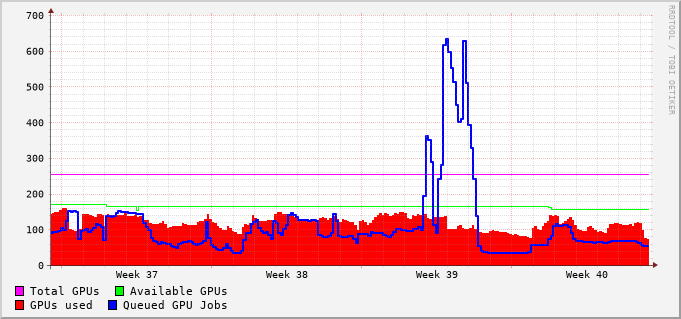 700
600
500
400
300
200
100
0
Week 37 Week 38 Week 39 Week 40
Total GPUs Available GPUs
GPUs used Queued GPU Jobs
RRDTOOL / TOBI OETIKER